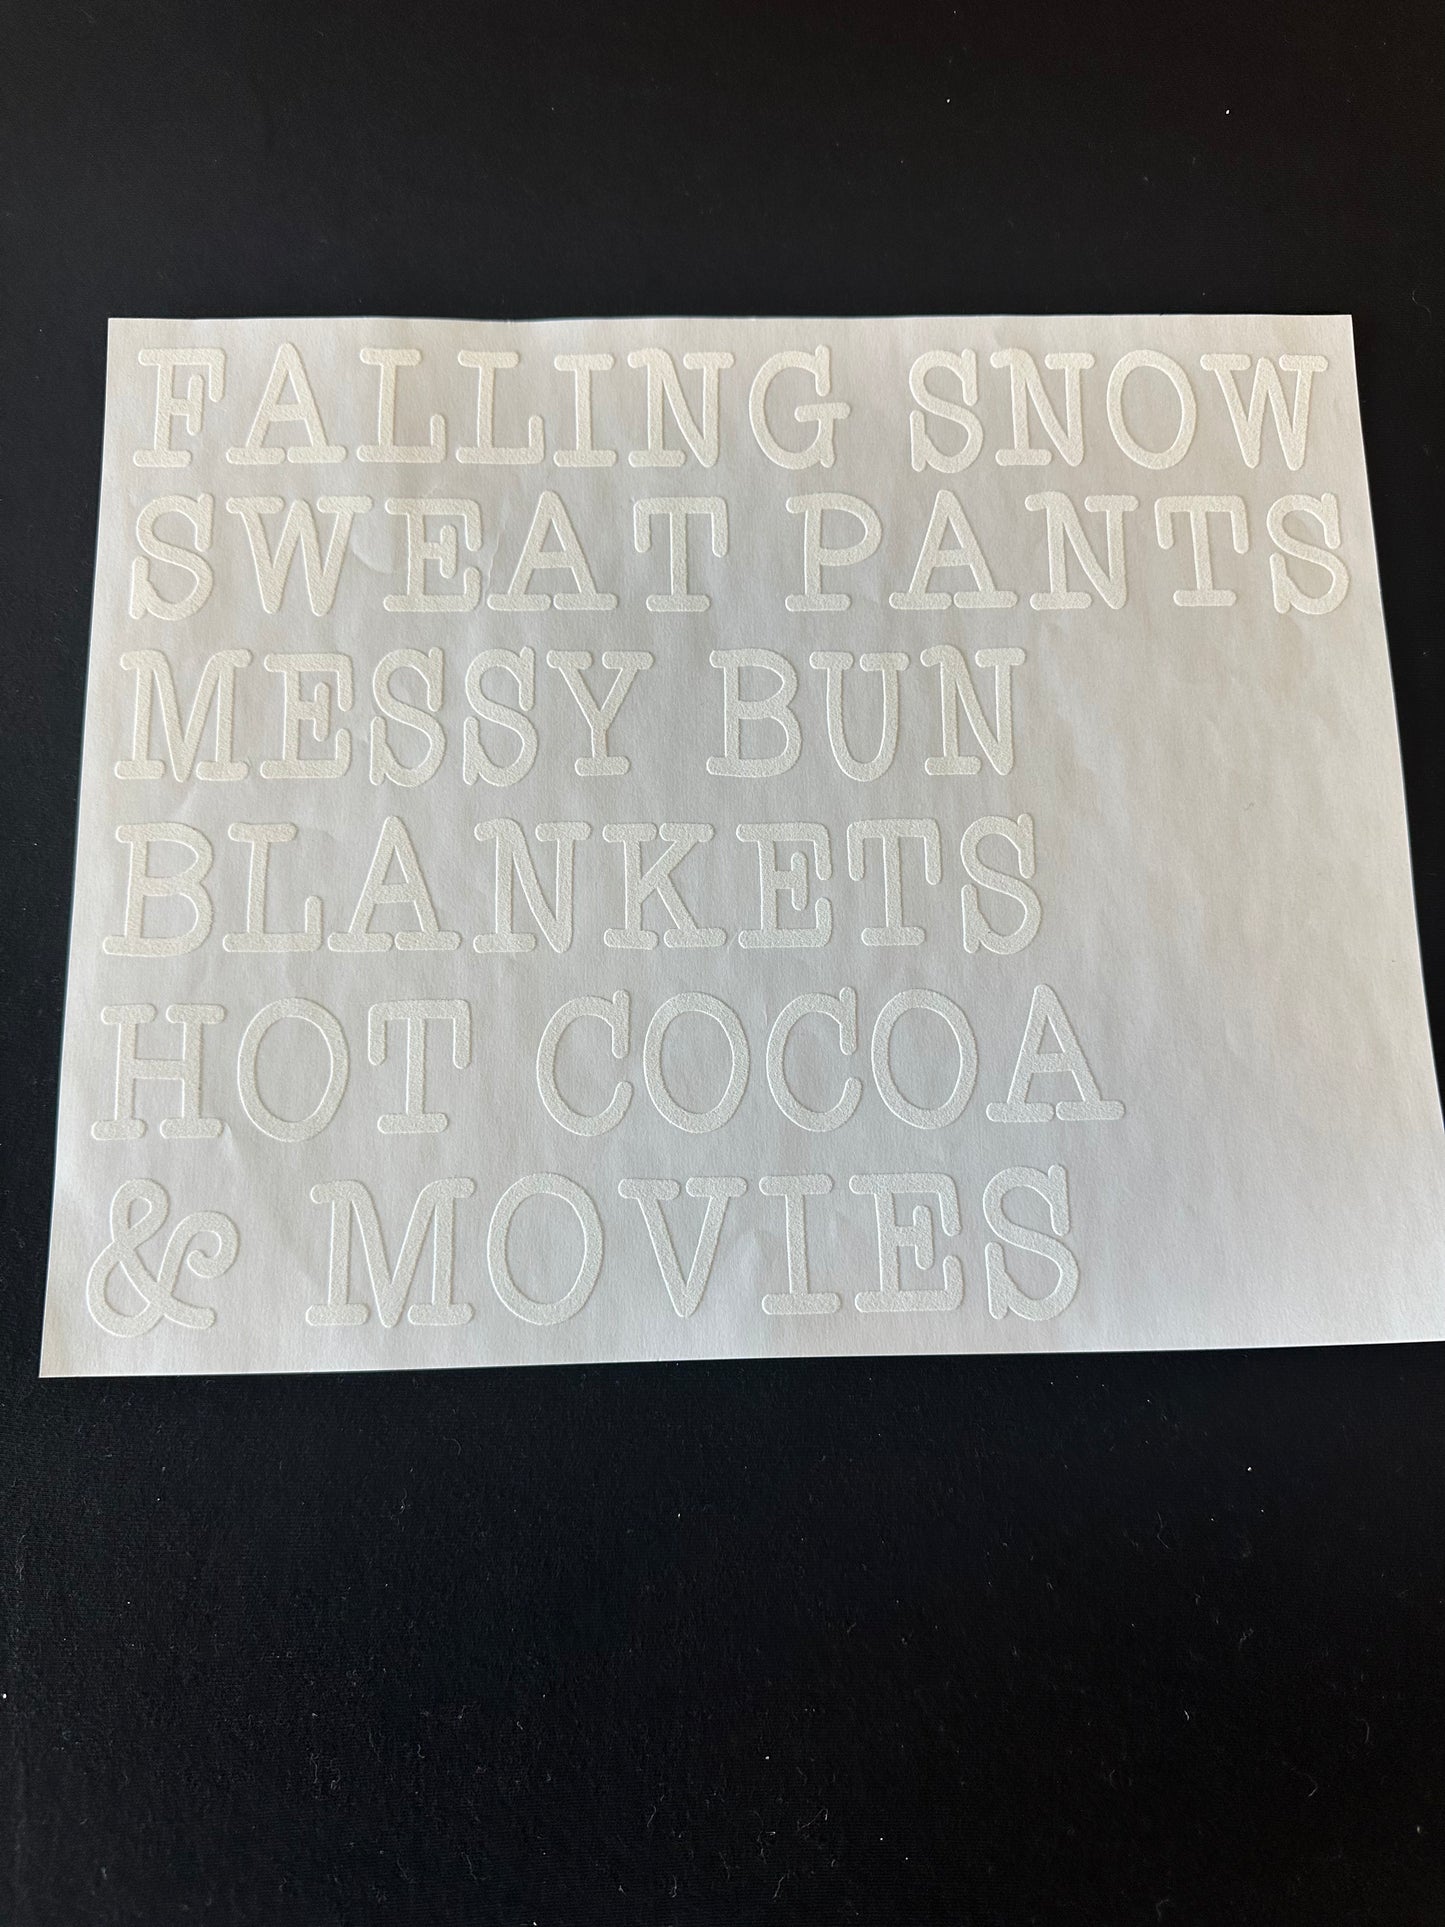 FALLING SNOW
SWEAT PANTS
MESSY BUN
BLANKETS
HOT COCOA
& MOVIES